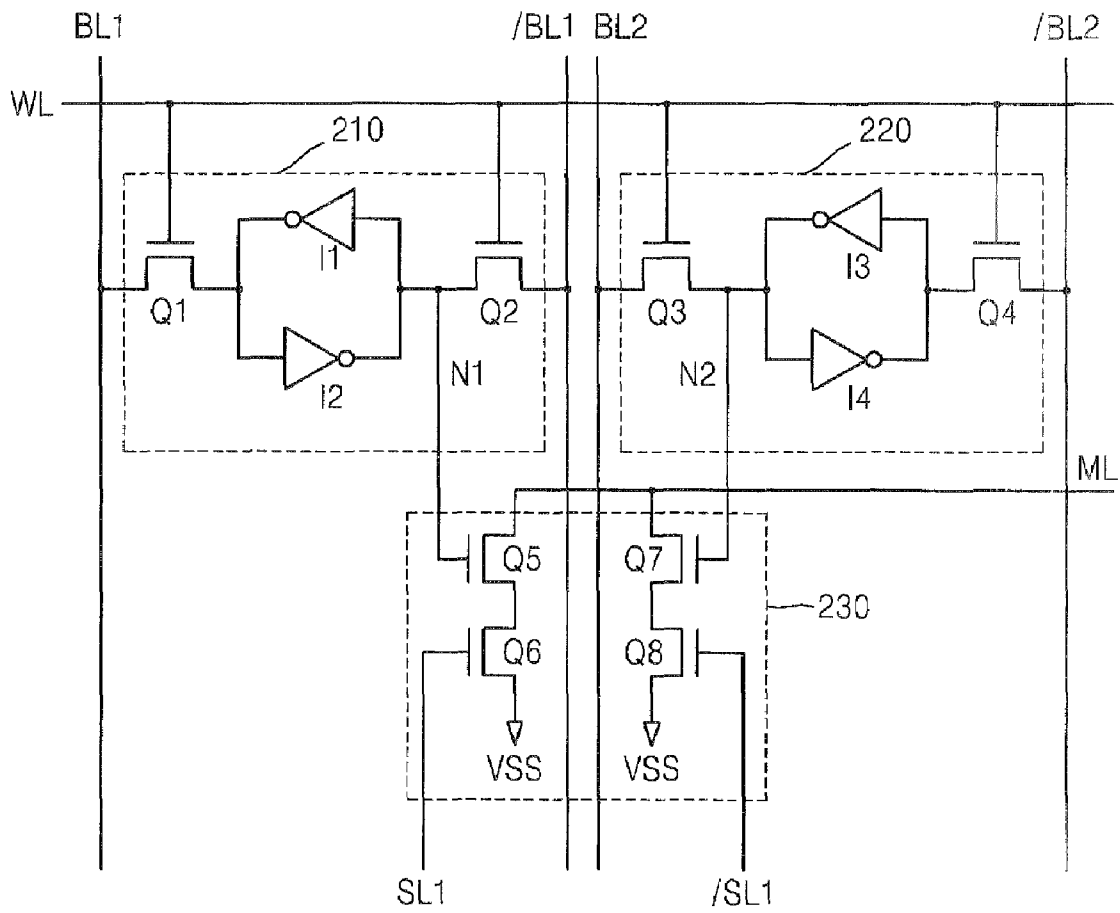 BL1 /BL1 BL2 /BL2
WL
210 220
I1 I3
Q1 Q2 Q3 Q4
I2 N1 N2 I4
ML
Q5 Q7
230
Q6 Q8
VSS VSS
SL1 /SL1